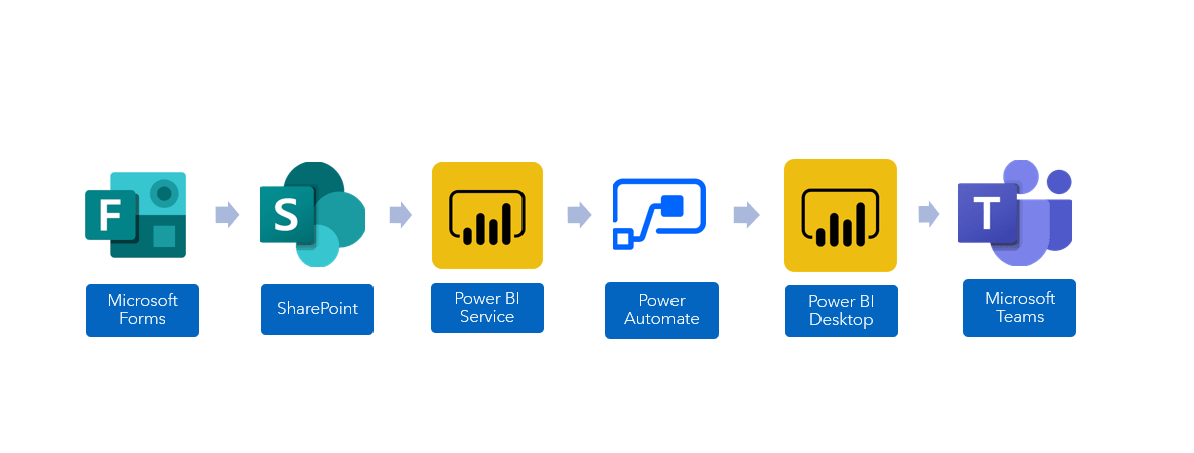 F
S
T
Microsoft
Forms
SharePoint
Power BI
Service
Power
Automate
Power BI
Desktop
Microsoft
Teams